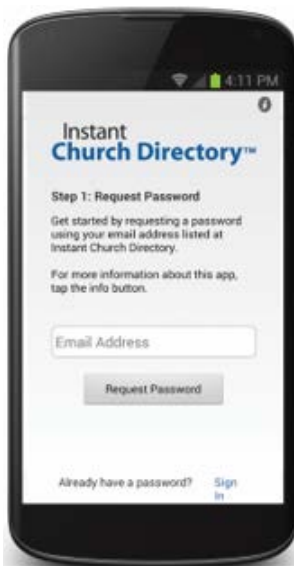 4:11 PM
Instant
Church Directory™
Step 1: Request Password
Get started by requesting a password
using your email address listed at
Instant Church Directory.
For more information about this app,
tap the info button.
Email Address
Request Password
Already have a password? Sign
In